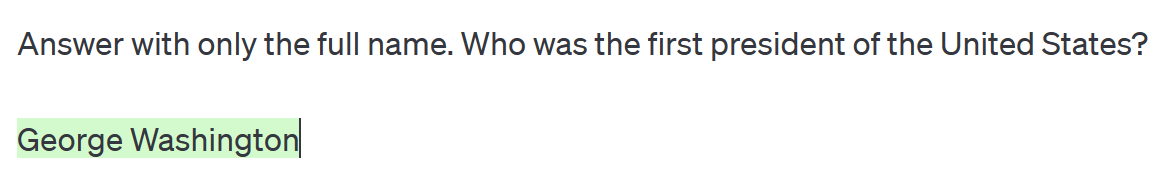 Answer with only the full name. Who was the first president of the United States?
George Washington